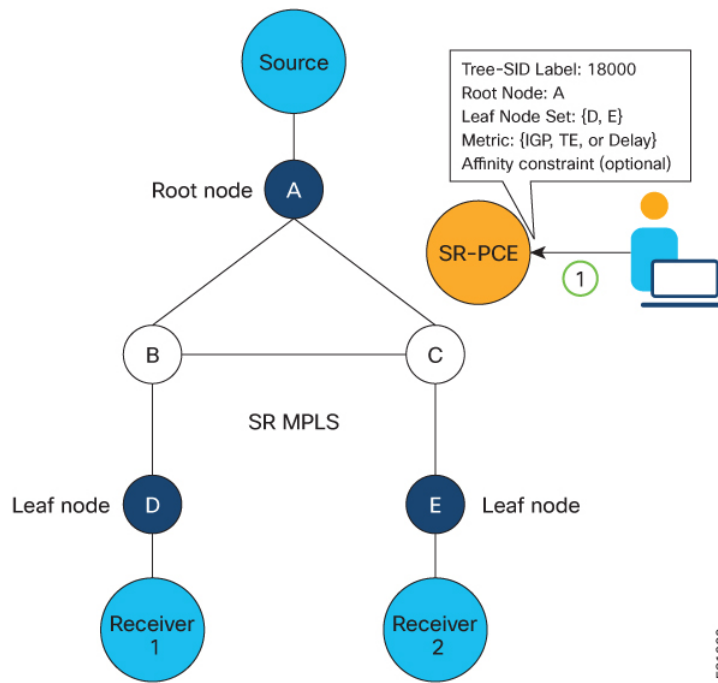 Source
Tree-SID Label: 18000
Root Node: A
Leaf Node Set: {D, E}
Metric: {IGP, TE, or Delay}
Affinity constraint (optional)
Root node
A
SR-PCE
1
B
C
SR MPLS
Leaf node
D
E
Leaf node
Receiver
1
Receiver
2